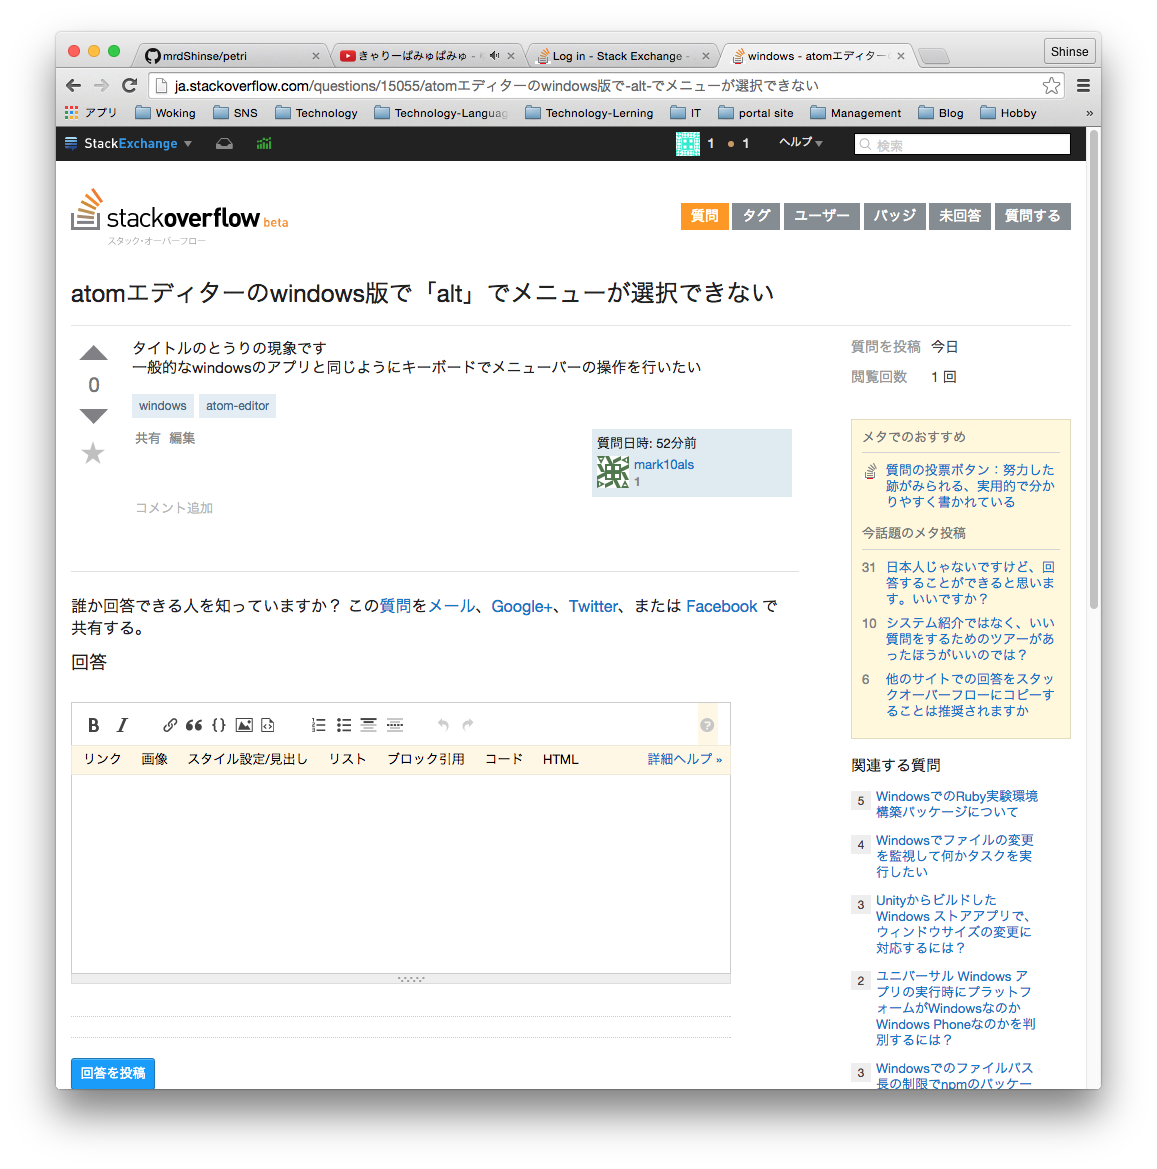 mrdShinse/petri
きゃりーぱみゅぱみゅ -
Log in - Stack Exchange -
windows - atomエディター
Shinse
ja.stackoverflow.com/questions/15055/atomエディターのwindows版で-alt-でメニューが選択できない
アプリ
Woking
SNS
Technology
Technology-Languag
Technology-Lerning
IT
portal site
Management
Blog
Hobby
»
StackExchange
1 ● 1
ヘルプ
検索
stackoverflow beta
スタック・オーバーフロー
質問
タグ
ユーザー
バッジ
未回答
質問する
atomエディターのwindows版で「alt」でメニューが選択できない
0
タイトルのとうりの現象です
一般的なwindowsのアプリと同じようにキーボードでメニューバーの操作を行いたい
windows atom-editor
共有 編集
質問日時: 52分前
mark10als
1
コメント追加
誰か回答できる人を知っていますか？ この質問をメール、Google+、Twitter、または Facebook で
共有する。
回答
B I
リンク 画像 スタイル設定/見出し リスト ブロック引用 コード HTML 詳細ヘルプ »
回答を投稿
質問を投稿 今日
閲覧回数 1 回
メタでのおすすめ
質問の投票ボタン：努力した
跡がみられる、実用的で分か
りやすく書かれている
今話題のメタ投稿
31 日本人じゃないですけど、回
答することができると思いま
す。いいですか？
10 システム紹介ではなく、いい
質問をするためのツアーがあ
ったほうがいいのでは？
6 他のサイトでの回答をスタッ
クオーバーフローにコピーす
ることは推奨されますか
関連する質問
5 WindowsでのRuby実験環境
構築パッケージについて
4 Windowsでファイルの変更
を監視して何かタスクを実
行したい
3 Unityからビルドした
Windows ストアアプリで、
ウィンドウサイズの変更に
対応するには？
2 ユニバーサル Windows ア
プリの実行時にプラットフ
ォームがWindowsなのか
Windows Phoneなのかを判
別するには？
3 Windowsでのファイルパス
長の制限でnpmのパッケー